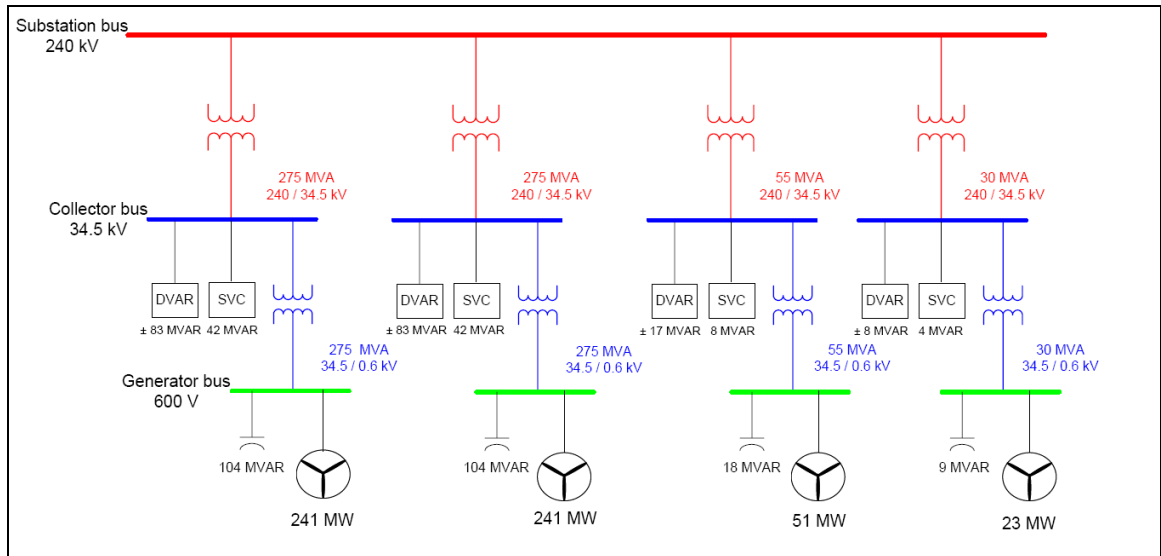 Substation bus
240 kV
275 MVA
240 / 34.5 kV
275 MVA
240 / 34.5 kV
55 MVA
240 / 34.5 kV
30 MVA
240 / 34.5 kV
Collector bus
34.5 kV
DVAR
SVC
± 83 MVAR
42 MVAR
DVAR
SVC
± 83 MVAR
42 MVAR
DVAR
SVC
± 17 MVAR
8 MVAR
DVAR
SVC
± 8 MVAR
4 MVAR
275 MVA
34.5 / 0.6 kV
275 MVA
34.5 / 0.6 kV
55 MVA
34.5 / 0.6 kV
30 MVA
34.5 / 0.6 kV
Generator bus
600 V
104 MVAR
241 MW
104 MVAR
241 MW
18 MVAR
51 MW
9 MVAR
23 MW